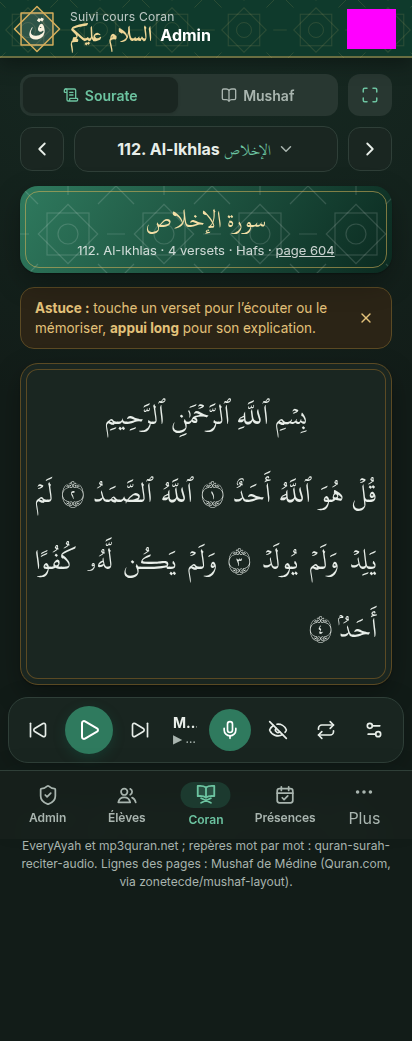 ق
Suivi cours Coran
السلام عليكم Admin
Sourate
Mushaf
112. Al-Ikhlas الإخلاص
سورة الإخلاص
112. Al-Ikhlas · 4 versets · Hafs · page 604
Astuce : touche un verset pour l’écouter ou le
mémoriser, appui long pour son explication.
بِسْمِ ٱللَّهِ ٱلرَّحْمَٰنِ ٱلرَّحِيمِ
قُلْ هُوَ ٱللَّهُ أَحَدٌ ١ ٱللَّهُ ٱلصَّمَدُ ٢ لَمْ
يَلِدْ وَلَمْ يُولَدْ ٣ وَلَمْ يَكُن لَّهُۥ كُفُوًا
أَحَدٌۢ ٤
M...
▶ ...
Admin
Élèves
Coran
Présences
Plus
EveryAyah et mp3quran.net ; repères mot par mot : quran-surah-
reciter-audio. Lignes des pages : Mushaf de Médine (Quran.com,
via zonetecde/mushaf-layout).